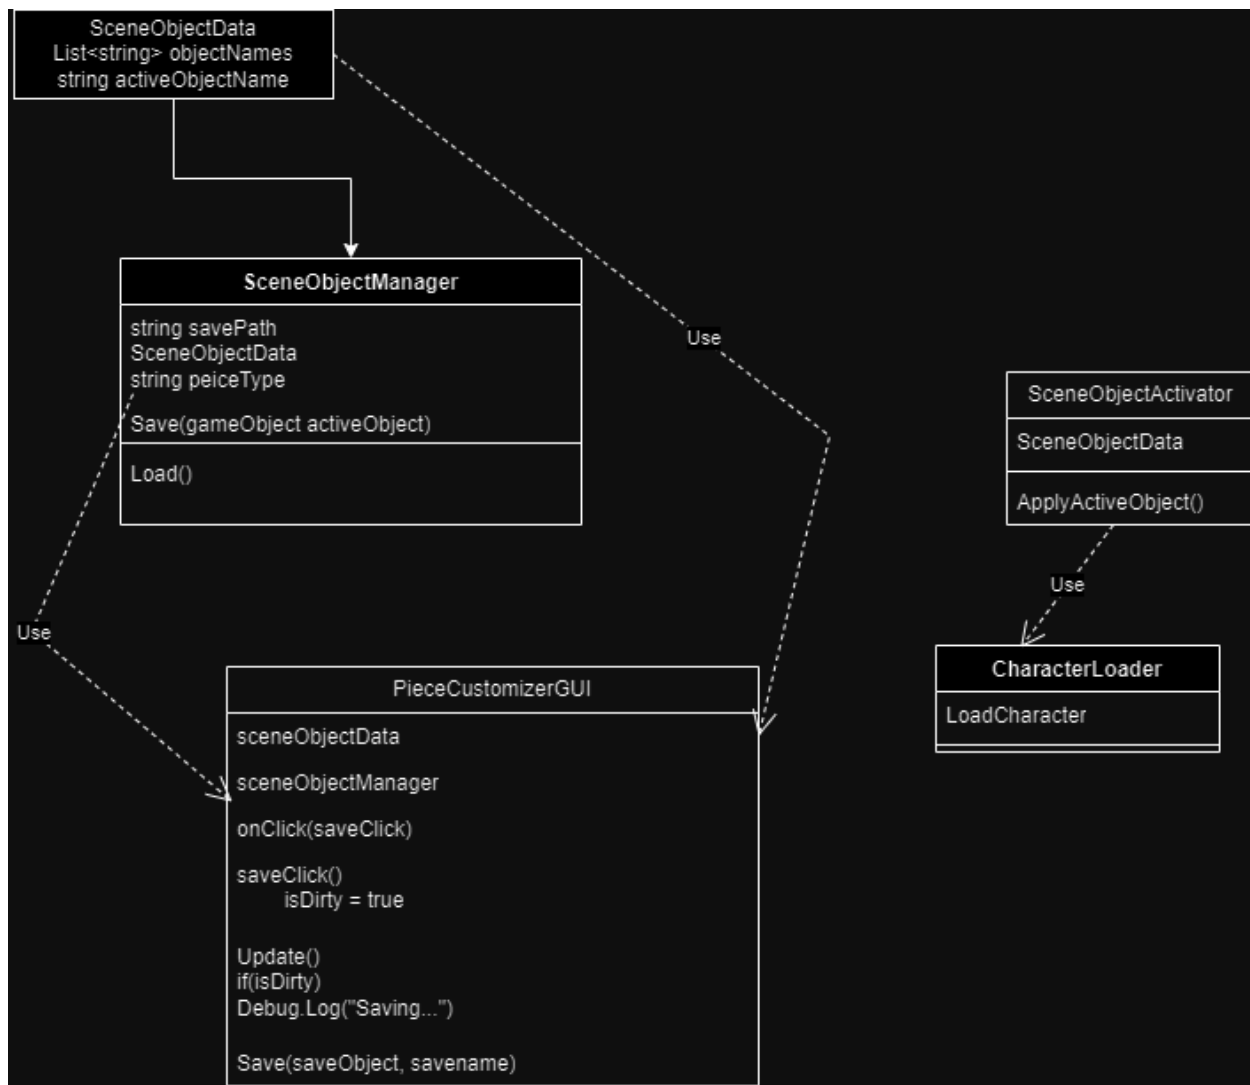 SceneObjectData
List<string> objectNames
string activeObjectName
SceneObjectManager
string savePath
SceneObjectData
string peiceType
Save(gameObject activeObject)
Load()
Use
Use
SceneObjectActivator
SceneObjectData
ApplyActiveObject()
Use
CharacterLoader
LoadCharacter
PieceCustomizerGUI
sceneObjectData
sceneObjectManager
onClick(saveClick)
saveClick()
isDirty = true
Update()
if(isDirty)
Debug.Log("Saving...")
Save(saveObject, savename)